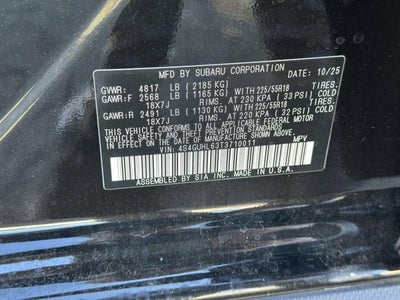 MFD BY SUBARU CORPORATION DATE: 10/25
GVWR: 4817 LB (2185 KG)
GAWR:F 2568 LB (1165 KG) WITH 225/55R18 TIRES.
18X7J RIMS. AT 230 KPA (33 PSI) COLD
GAWR:R 2491 LB (1130 KG) WITH 225/55R18 TIRES.
18X7J RIMS. AT 220 KPA (32 PSI) COLD
THIS VEHICLE CONFORMS TO ALL APPLICABLE
FEDERAL MOTOR VEHICLE SAFETY, BUMPER, AND
THEFT PREVENTION STANDARDS IN EFFECT ON THE
DATE OF MANUFACTURE SHOWN ABOVE.
VIN: 4S4GUHL63T3710011 MPV
ASSEMBLED BY SIA INC. MADE IN U.S.A.